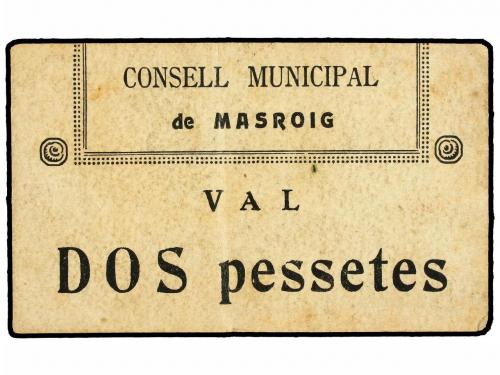 CONSELL MUNICIPAL
de MASROIG
VAL
DOS pessetes